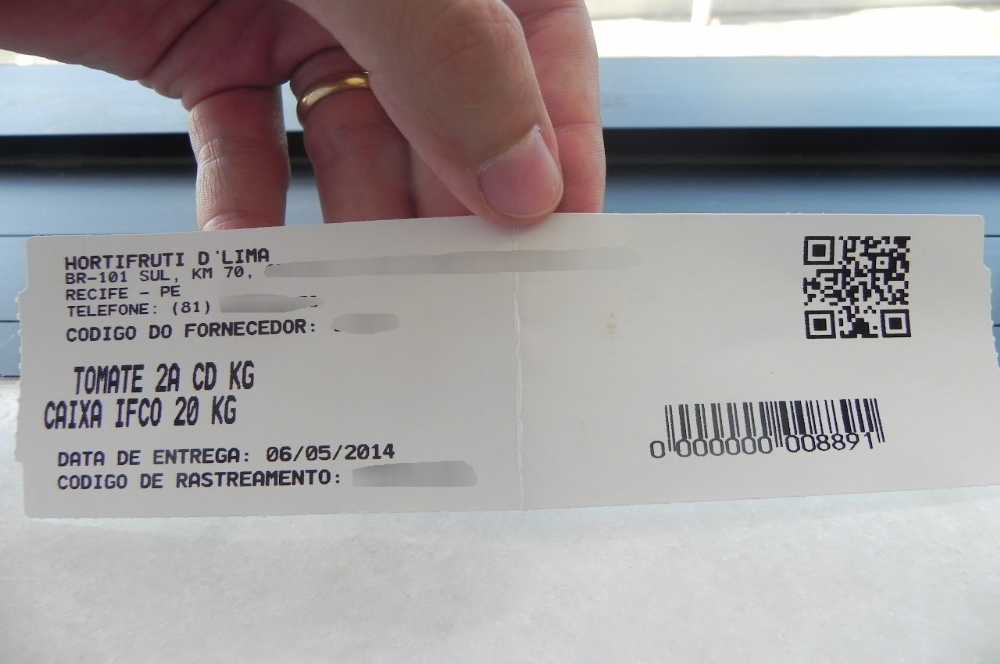 HORTIFRUTI D'LIMA
BR-101 SUL, KM 70,
RECIFE - PE
TELEFONE: (81)
CODIGO DO FORNECEDOR:
TOMATE 2A CD KG
CAIXA IFCO 20 KG
DATA DE ENTREGA: 06/05/2014
CODIGO DE RASTREAMENTO:
0 000000 008891